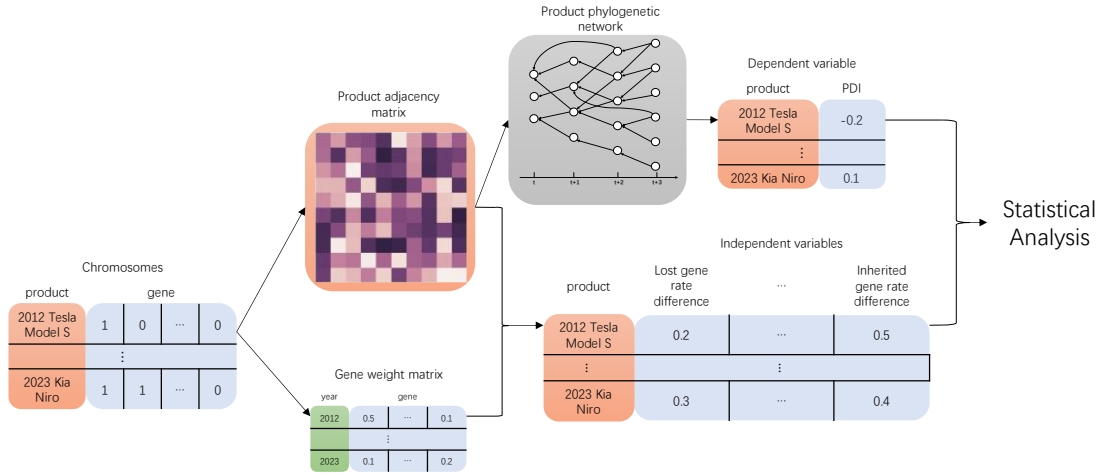 Chromosomes
product gene
2012 Tesla
Model S
1 0 ... 0
⋮
2023 Kia
Niro
1 1 ... 0
Product adjacency
matrix
Gene weight matrix
year gene
2012 0.5 ... 0.1
⋮
2023 0.1 ... 0.2
Product phylogenetic
network
t t+1 t+2 t+3
Dependent variable
product PDI
2012 Tesla
Model S
-0.2
⋮
2023 Kia Niro 0.1
Independent variables
product
Lost gene
rate
difference
...
Inherited
gene rate
difference
2012 Tesla
Model S
0.2 ... 0.5
⋮ ⋮
2023 Kia
Niro
0.3 ... 0.4
Statistical
Analysis